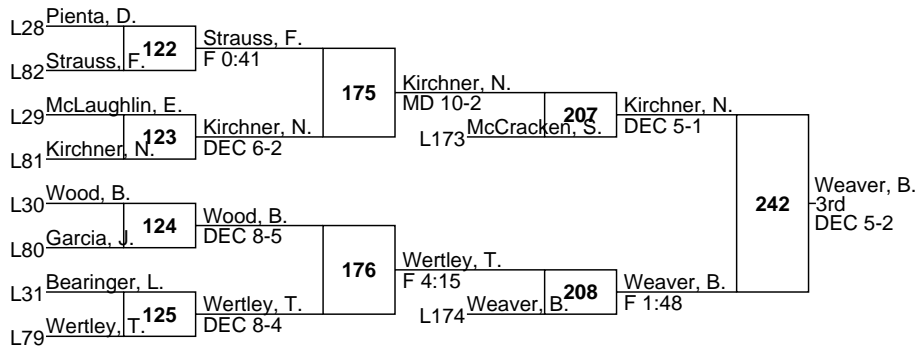 L28 Pienta, D.
122
L82 Strauss, F.
Strauss, F.
F 0:41
175
L29 McLaughlin, E.
123
L81 Kirchner, N.
Kirchner, N.
DEC 6-2
Kirchner, N.
MD 10-2
207
L173 McCracken, S.
Kirchner, N.
DEC 5-1
L30 Wood, B.
124
L80 Garcia, J.
Wood, B.
DEC 8-5
176
L31 Bearinger, L.
125
L79 Wertley, T.
Wertley, T.
DEC 8-4
Wertley, T.
F 4:15
208
L174 Weaver, B.
Weaver, B.
F 1:48
242
Weaver, B.
3rd
DEC 5-2